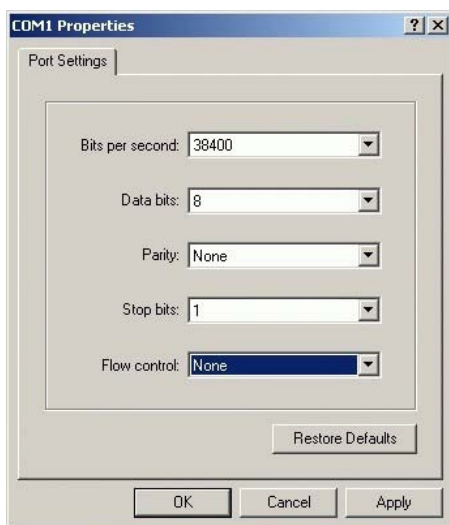 COM1 Properties
Port Settings
Bits per second: 38400
Data bits: 8
Parity: None
Stop bits: 1
Flow control: None
Restore Defaults
OK Cancel Apply